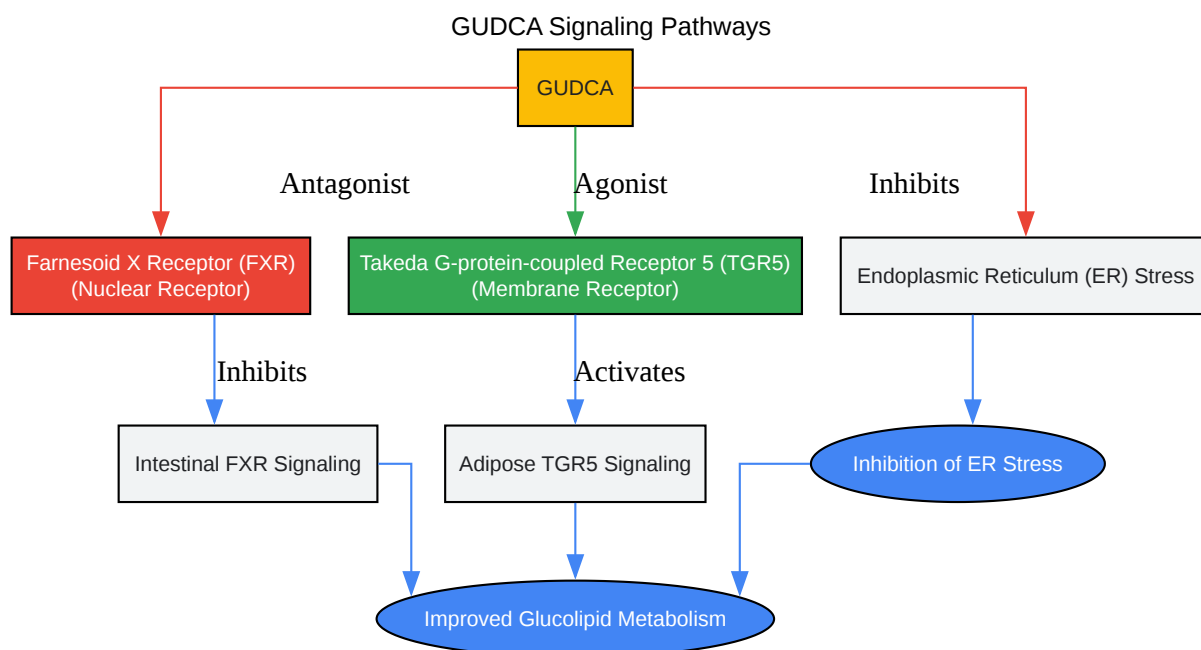 GUDCA Signaling Pathways
GUDCA
Antagonist
Agonist
Inhibits
Farnesoid X Receptor (FXR)
(Nuclear Receptor)
Takeda G-protein-coupled Receptor 5 (TGR5)
(Membrane Receptor)
Endoplasmic Reticulum (ER) Stress
Inhibits
Activates
Intestinal FXR Signaling
Adipose TGR5 Signaling
Inhibition of ER Stress
Improved Glucolipid Metabolism